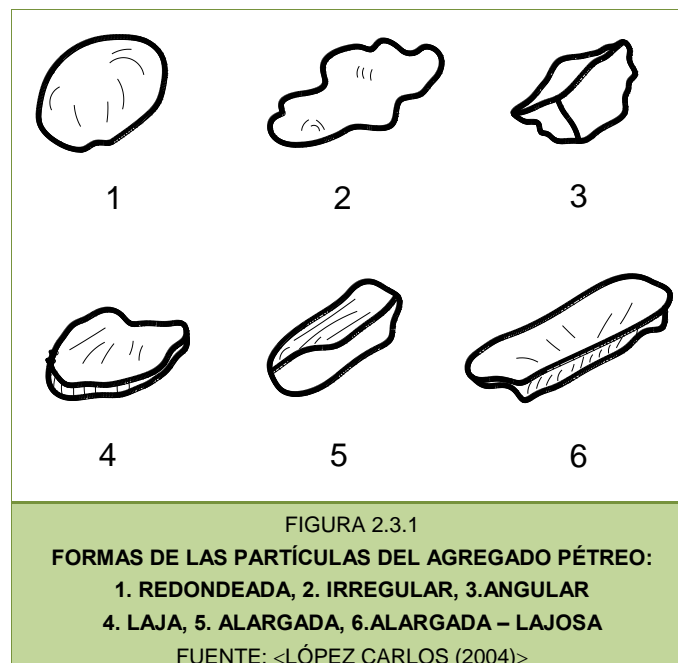 1 2 3
4 5 6
FIGURA 2.3.1
FORMAS DE LAS PARTÍCULAS DEL AGREGADO PÉTREO:
1. REDONDEADA, 2. IRREGULAR, 3.ANGULAR
4. LAJA, 5. ALARGADA, 6.ALARGADA – LAJOSA
FUENTE: <LÓPEZ CARLOS (2004)>